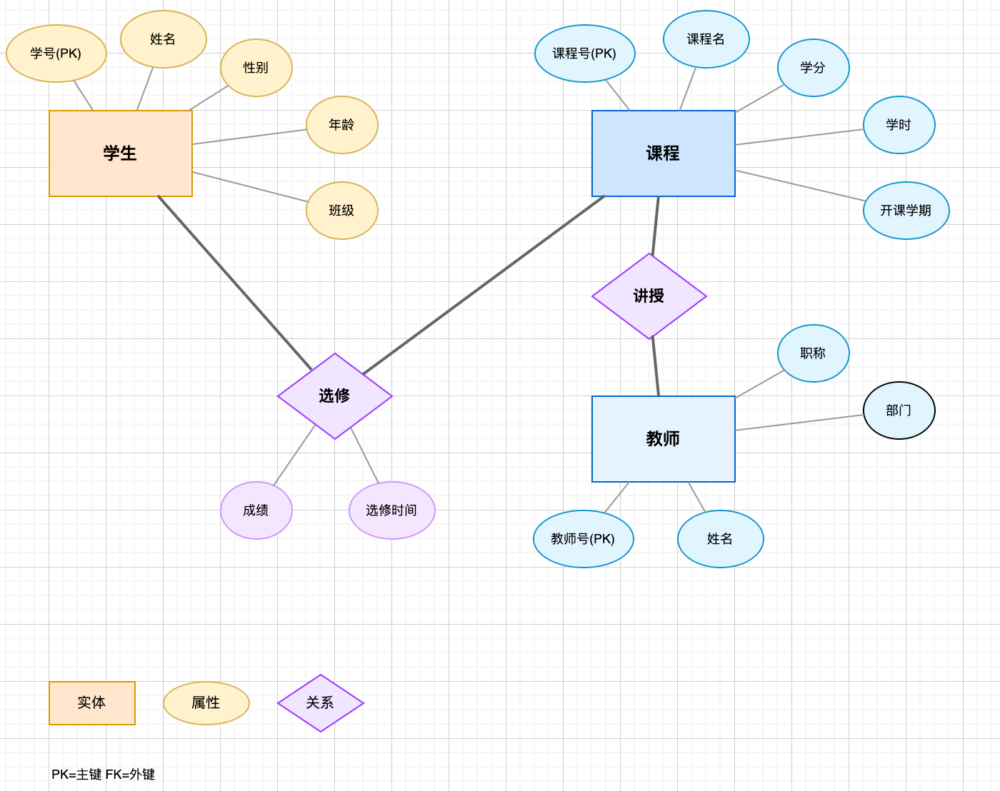 学号(PK)
姓名
性别
年龄
班级
学生
课程号(PK)
课程名
学分
学时
开课学期
课程
讲授
选修
成绩
选修时间
职称
部门
教师
教师号(PK)
姓名
实体
属性
关系
PK=主键 FK=外键